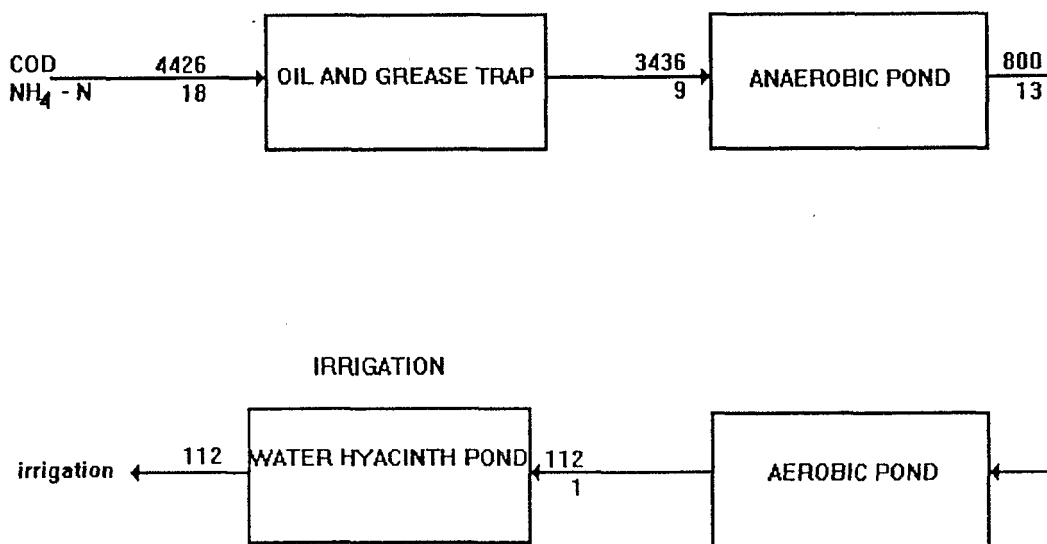 COD 4426
NH4 - N 18
OIL AND GREASE TRAP
3436
9
ANAEROBIC POND
800
13
IRRIGATION
irrigation
112
WATER HYACINTH POND
112
1
AEROBIC POND